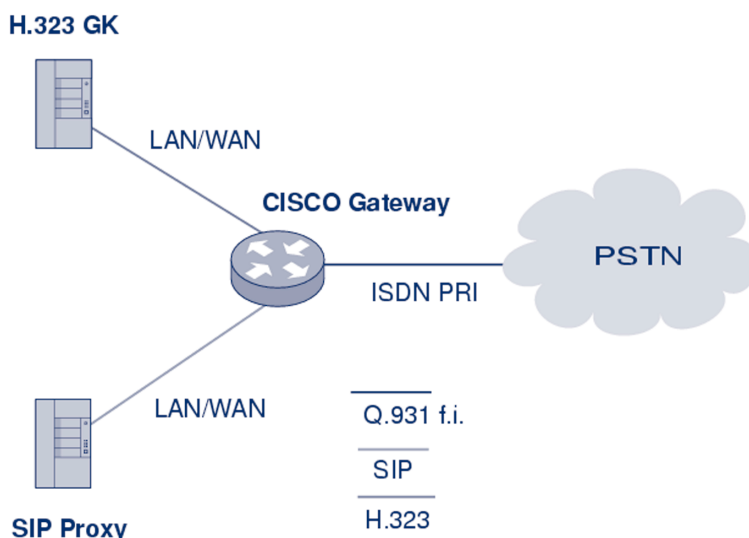 H.323 GK
LAN/WAN
CISCO Gateway
PSTN
ISDN PRI
LAN/WAN
Q.931 f.i.
SIP
H.323
SIP Proxy